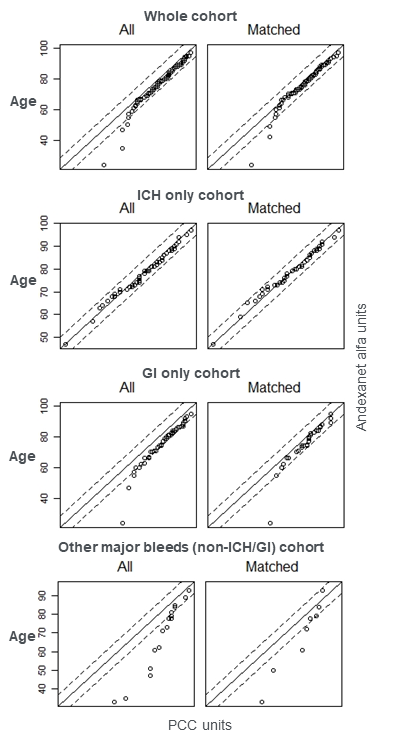 Whole cohort
All Matched
Age
100
80
60
40
ICH only cohort
All Matched
Age
100
90
80
70
60
50
Andexanet alfa units
GI only cohort
All Matched
Age
100
80
60
40
Other major bleeds (non-ICH/GI) cohort
All Matched
Age
90
80
70
60
50
40
PCC units